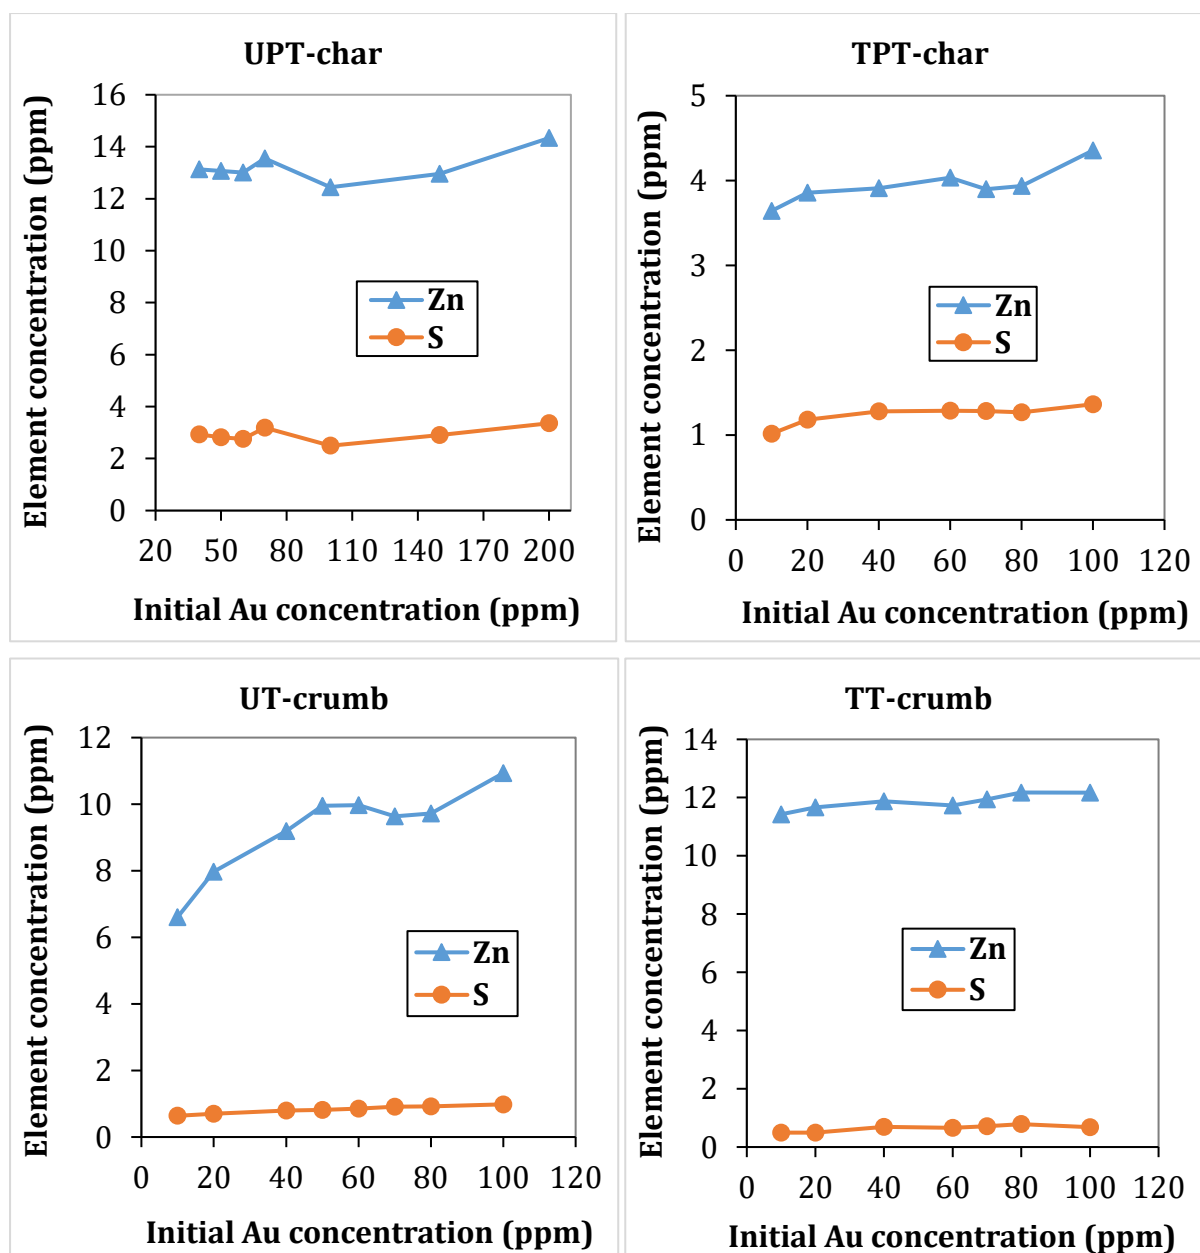 UPT-char
Element concentration (ppm)
16
14
12
10
8
6
4
2
0
Zn
S
20 50 80 110 140 170 200
Initial Au concentration (ppm)
TPT-char
Element concentration (ppm)
5
4
3
2
1
0
Zn
S
0 20 40 60 80 100 120
Initial Au concentration (ppm)
UT-crumb
Element concentration (ppm)
12
10
8
6
4
2
0
Zn
S
0 20 40 60 80 100 120
Initial Au concentration (ppm)
TT-crumb
Element concentration (ppm)
14
12
10
8
6
4
2
0
Zn
S
0 20 40 60 80 100 120
Initial Au concentration (ppm)